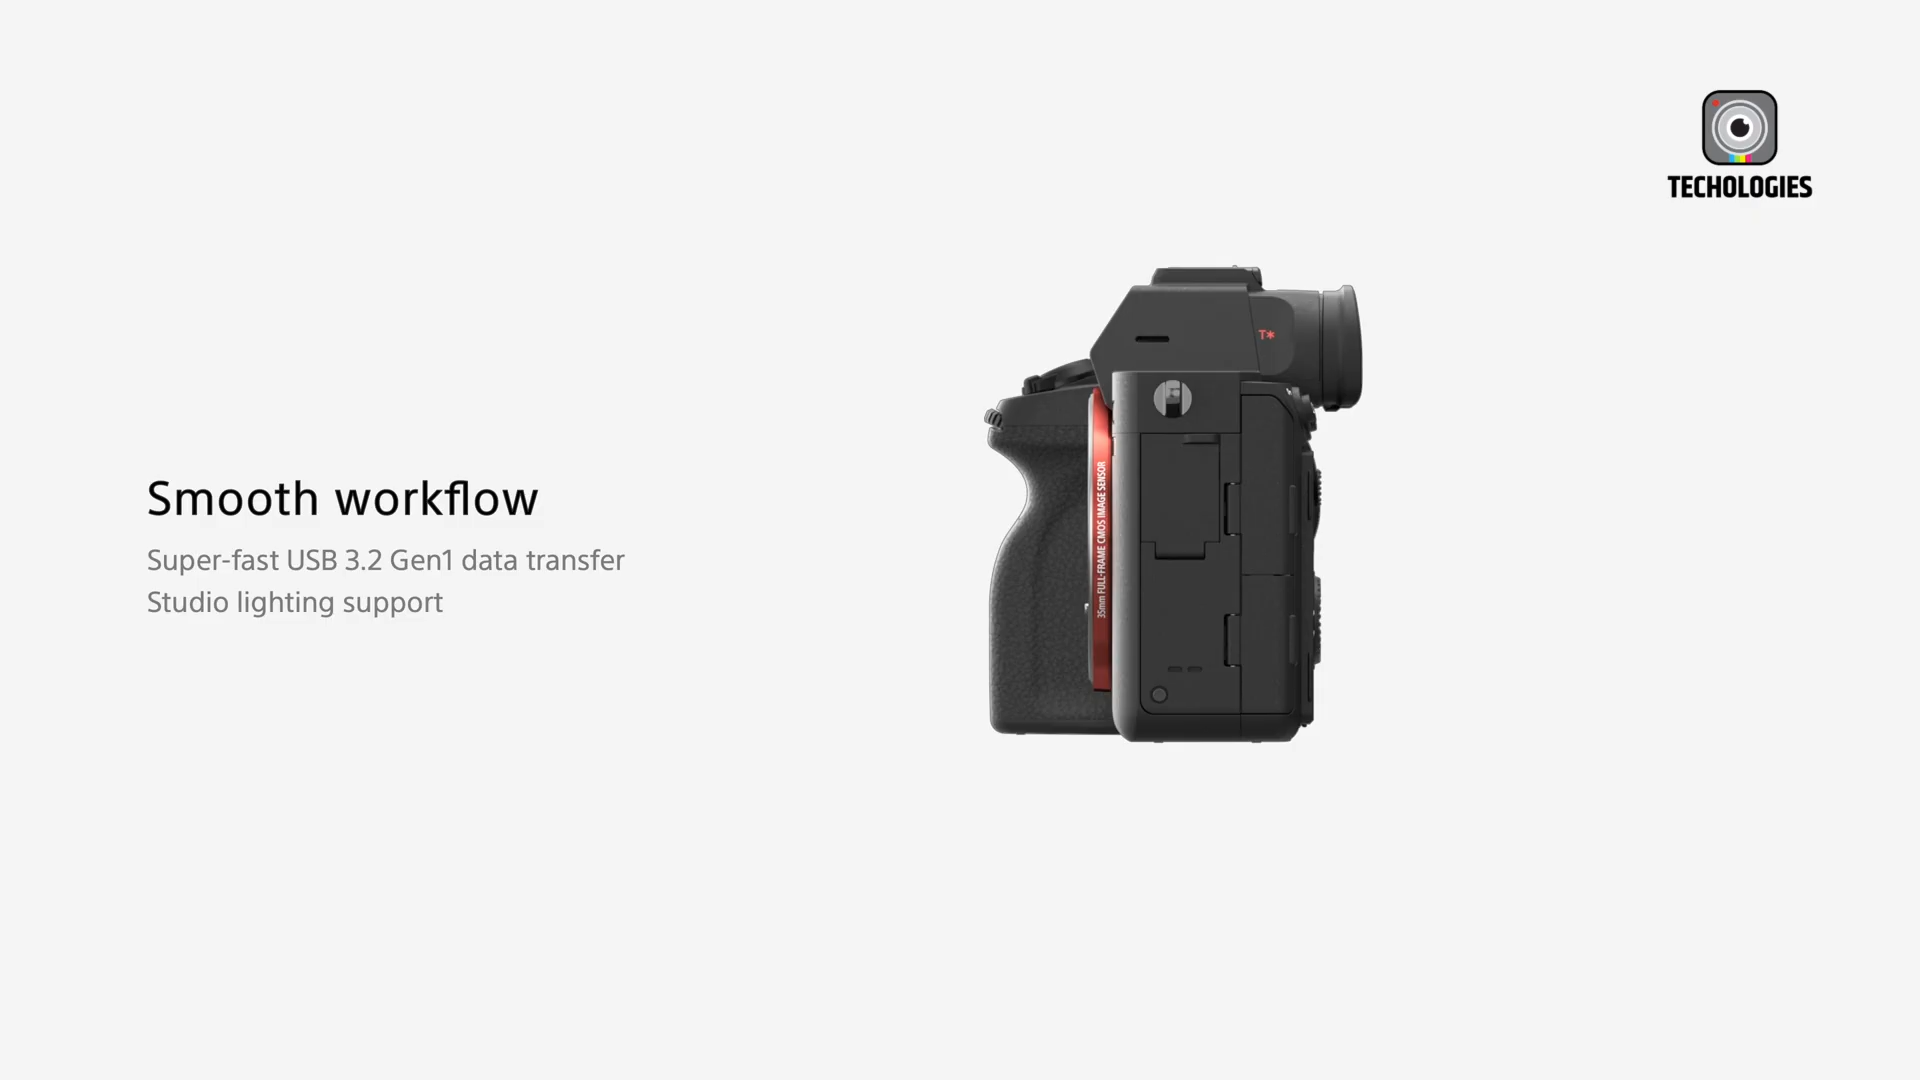 TECHOLOGIES
T*
35mm FULL-FRAME CMOS IMAGE SENSOR
Smooth workflow
Super-fast USB 3.2 Gen1 data transfer
Studio lighting support